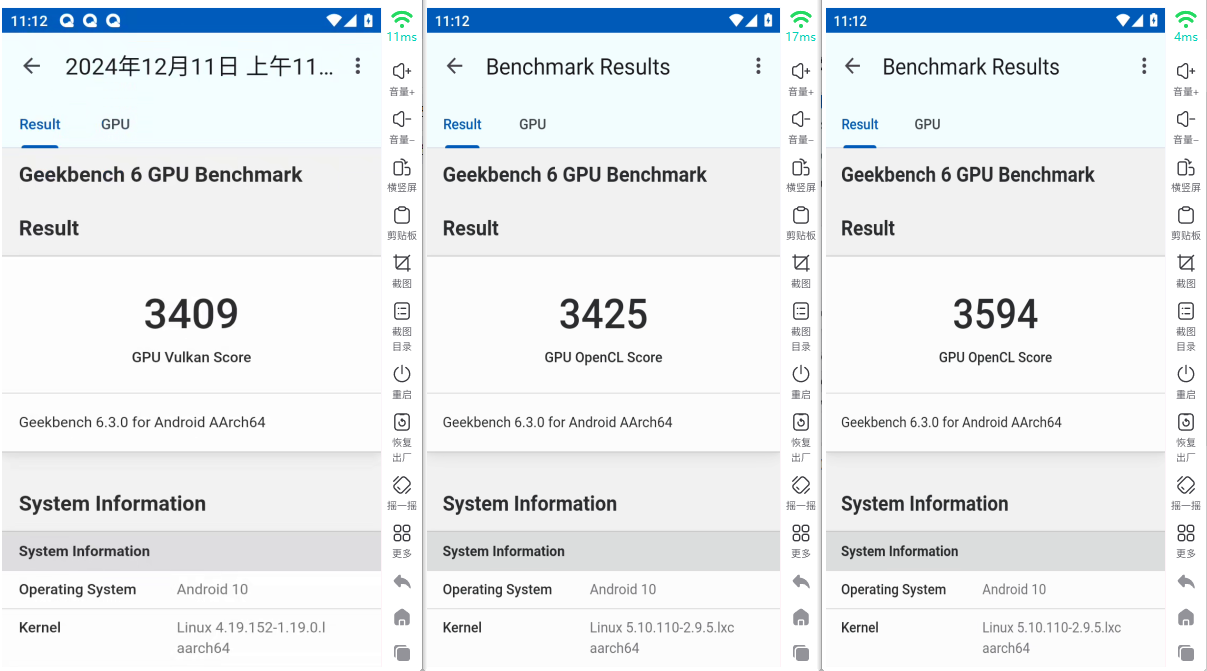 11:12
2024年12月11日 上午11...
Result GPU
Geekbench 6 GPU Benchmark
Result
3409
GPU Vulkan Score
Geekbench 6.3.0 for Android AArch64
System Information
System Information
Operating System Android 10
Kernel Linux 4.19.152-1.19.0.l
aarch64
11ms
音量+
音量−
横竖屏
剪贴板
截图
截图
目录
重启
恢复
出厂
摇一摇
更多
11:12
Benchmark Results
Result GPU
Geekbench 6 GPU Benchmark
Result
3425
GPU OpenCL Score
Geekbench 6.3.0 for Android AArch64
System Information
System Information
Operating System Android 10
Kernel Linux 5.10.110-2.9.5.lxc
aarch64
17ms
音量+
音量−
横竖屏
剪贴板
截图
截图
目录
重启
恢复
出厂
摇一摇
更多
11:12
Benchmark Results
Result GPU
Geekbench 6 GPU Benchmark
Result
3594
GPU OpenCL Score
Geekbench 6.3.0 for Android AArch64
System Information
System Information
Operating System Android 10
Kernel Linux 5.10.110-2.9.5.lxc
aarch64
4ms
音量+
音量−
横竖屏
剪贴板
截图
截图
目录
重启
恢复
出厂
摇一摇
更多